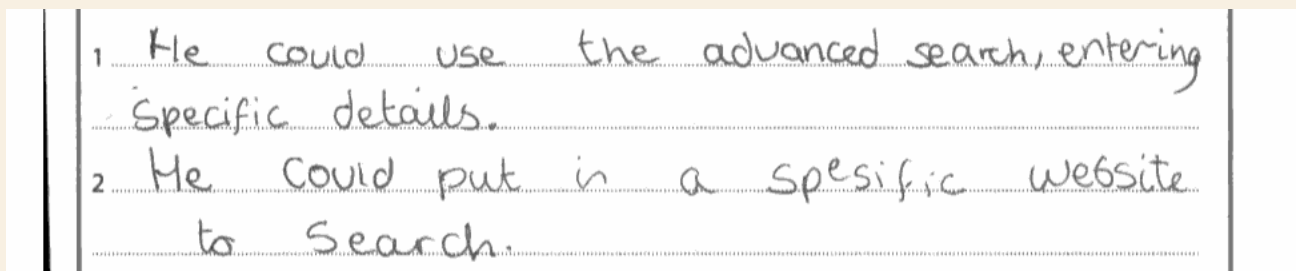 1 He could use the advanced search, entering
specific details.
2 He could put in a spesific website
to search.